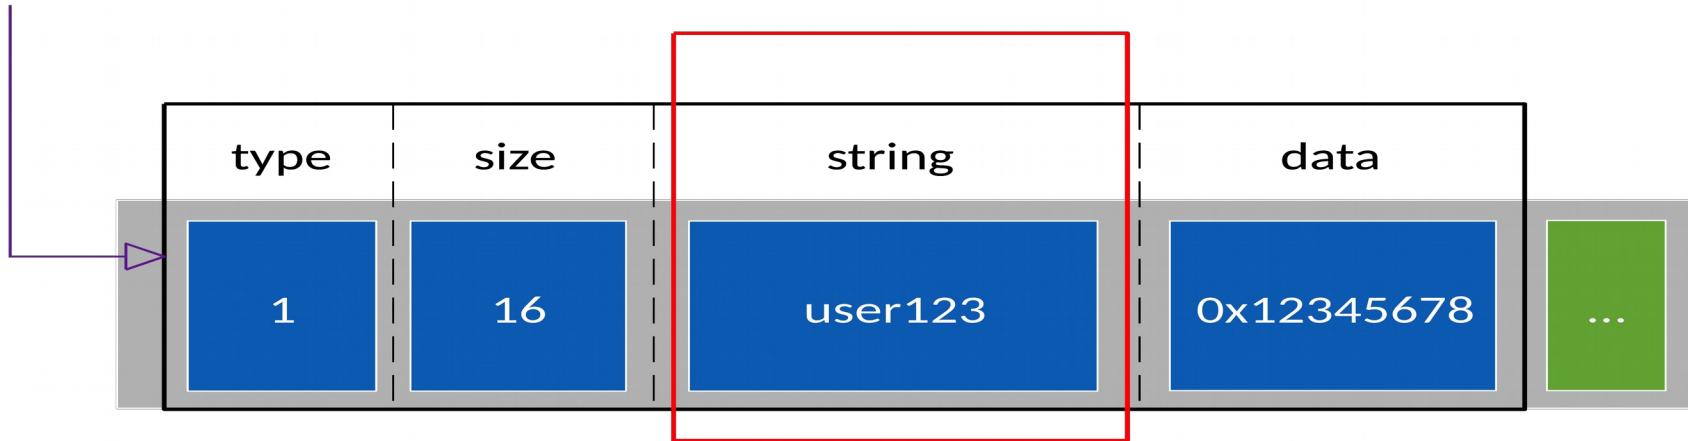 type size string data
1 16 user123 0x12345678 ...